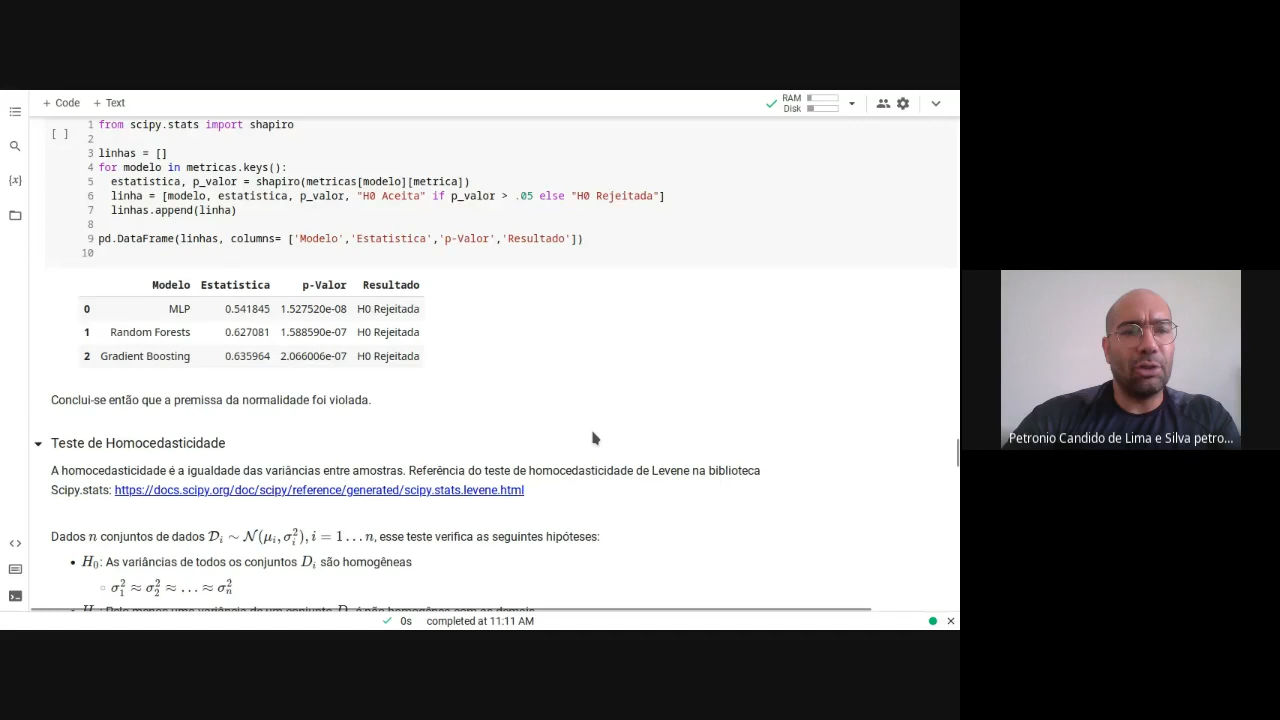 + Code + Text
RAM
Disk
[ ]
1 from scipy.stats import shapiro
2
3 linhas = []
4 for modelo in metricas.keys():
5 estatistica, p_valor = shapiro(metricas[modelo][metrica])
6 linha = [modelo, estatistica, p_valor, "H0 Aceita" if p_valor > .05 else "H0 Rejeitada"]
7 linhas.append(linha)
8
9 pd.DataFrame(linhas, columns= ['Modelo','Estatistica','p-Valor','Resultado'])
10
Modelo Estatistica p-Valor Resultado
0 MLP 0.541845 1.527520e-08 H0 Rejeitada
1 Random Forests 0.627081 1.588590e-07 H0 Rejeitada
2 Gradient Boosting 0.635964 2.066006e-07 H0 Rejeitada
Conclui-se então que a premissa da normalidade foi violada.
Teste de Homocedasticidade
A homocedasticidade é a igualdade das variâncias entre amostras. Referência do teste de homocedasticidade de Levene na biblioteca
Scipy.stats: https://docs.scipy.org/doc/scipy/reference/generated/scipy.stats.levene.html
Dados n conjuntos de dados 𝒟ᵢ ∼ 𝒩(μᵢ, σᵢ²), i = 1 … n, esse teste verifica as seguintes hipóteses:
• H₀: As variâncias de todos os conjuntos Dᵢ são homogêneas
◦ σ₁² ≈ σ₂² ≈ … ≈ σₙ²
0s completed at 11:11 AM
Petronio Candido de Lima e Silva petro...